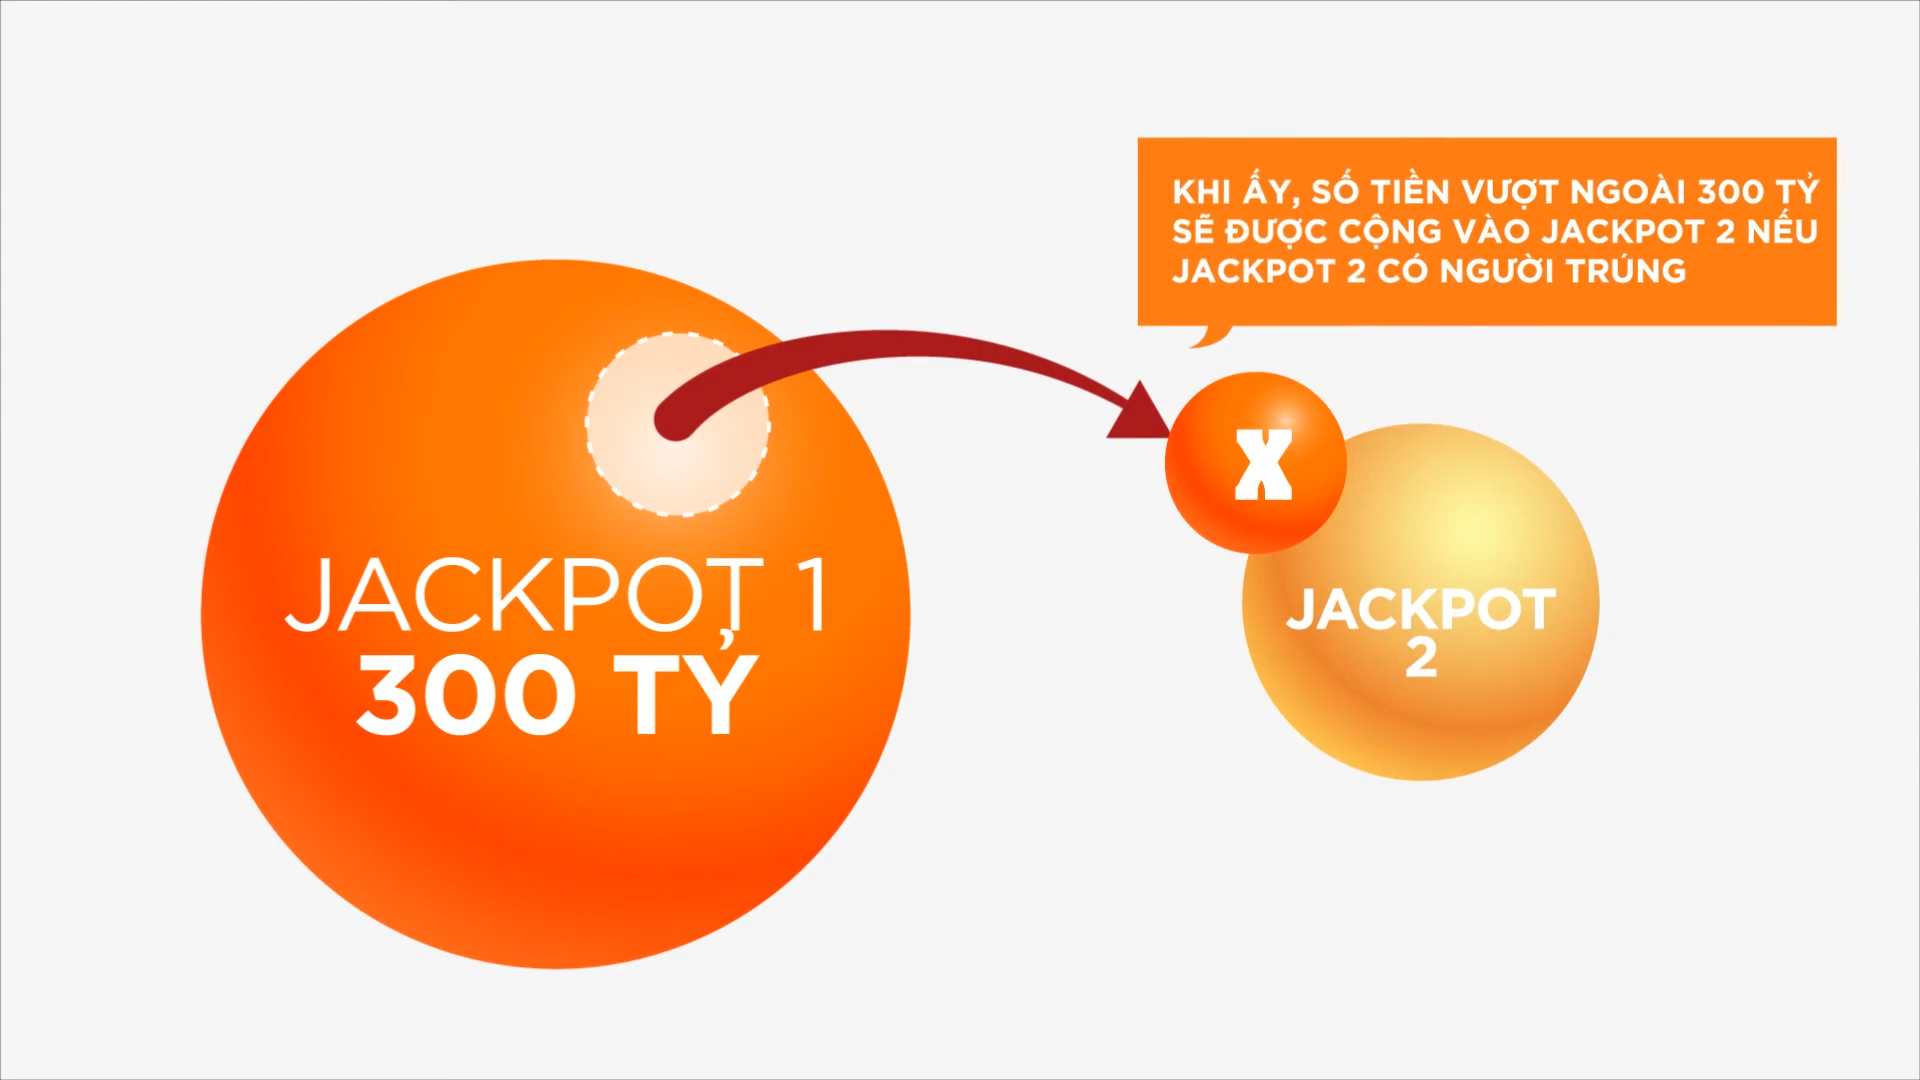 KHI ẤY, SỐ TIỀN VƯỢT NGOÀI 300 TỶ
SẼ ĐƯỢC CỘNG VÀO JACKPOT 2 NẾU
JACKPOT 2 CÓ NGƯỜI TRÚNG
X
JACKPOT 1
300 TỶ
JACKPOT
2